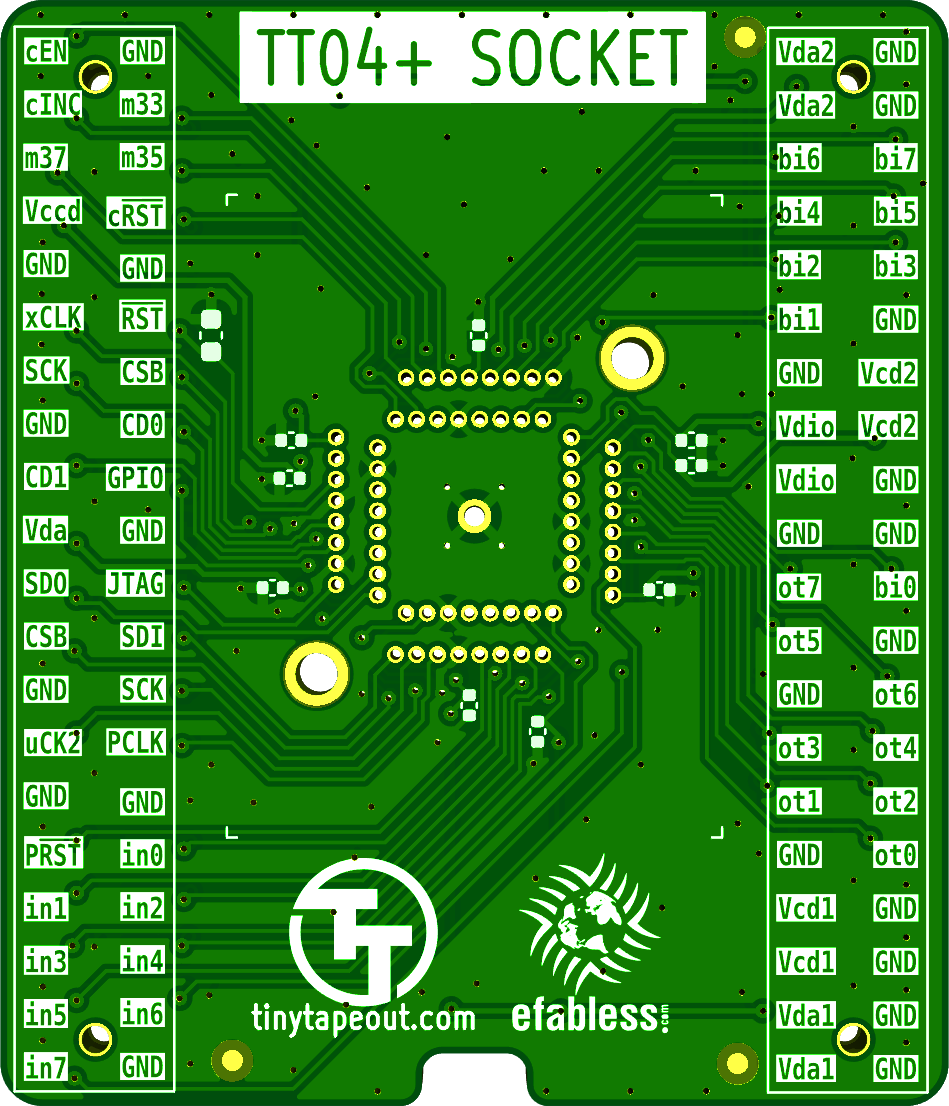 TT04+ SOCKET
cEN GND
cINC m33
m37 m35
Vccd cRST
GND GND
xCLK RST
SCK CSB
GND CD0
CD1 GPIO
Vda GND
SDO JTAG
CSB SDI
GND SCK
uCK2 PCLK
GND GND
PRST in0
in1 in2
in3 in4
in5 in6
in7 GND
Vda2 GND
Vda2 GND
bi6 bi7
bi4 bi5
bi2 bi3
bi1 GND
GND Vcd2
Vdio Vcd2
Vdio GND
GND GND
ot7 bi0
ot5 GND
GND ot6
ot3 ot4
ot1 ot2
GND ot0
Vcd1 GND
Vcd1 GND
Vda1 GND
Vda1 GND
TT
tinytapeout.com
efabless.com